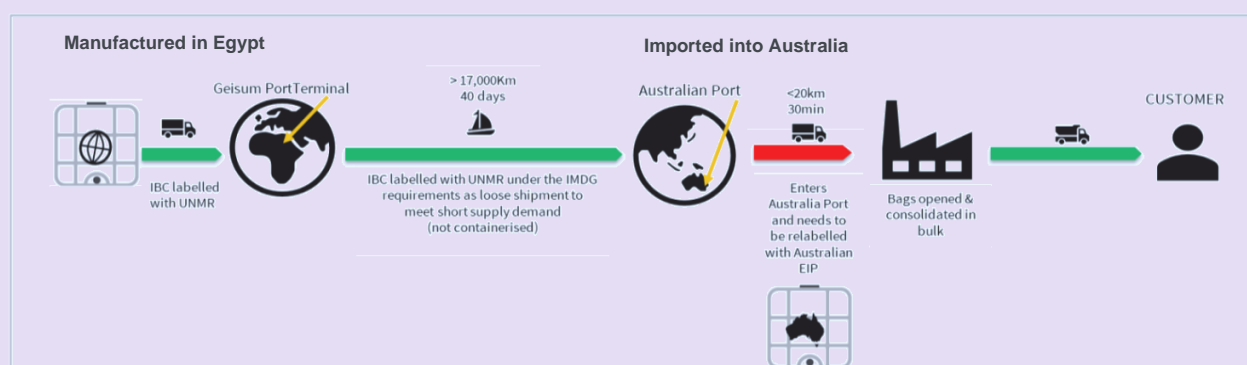 Manufactured in Egypt
Imported into Australia
Geisum PortTerminal
> 17,000Km
40 days
Australian Port
<20km
30min
CUSTOMER
IBC labelled
with UNMR
IBC labelled with UNMR under the IMDG
requirements as loose shipment to
meet short supply demand
(not containerised)
Enters
Australia Port
and needs to
be relabelled
with Australian
EIP
Bags opened &
consolidated in
bulk